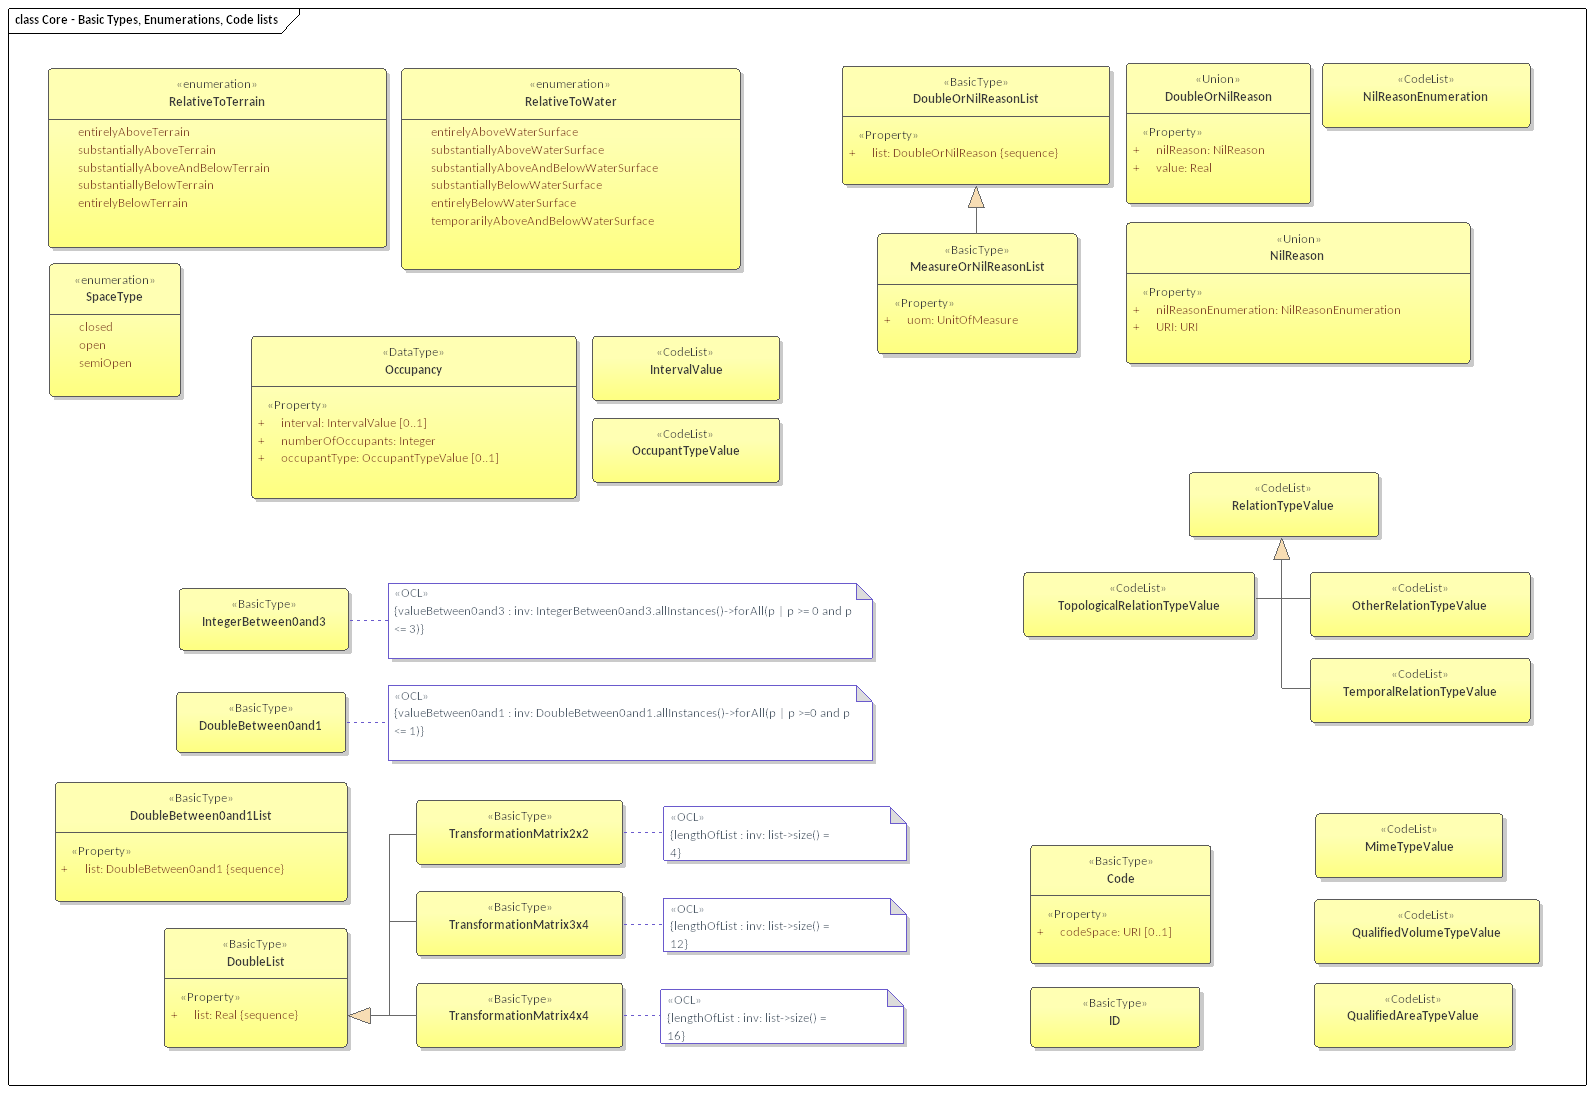 class Core - Basic Types, Enumerations, Code lists
«enumeration»
RelativeToTerrain
entirelyAboveTerrain
substantiallyAboveTerrain
substantiallyAboveAndBelowTerrain
substantiallyBelowTerrain
entirelyBelowTerrain
«enumeration»
RelativeToWater
entirelyAboveWaterSurface
substantiallyAboveWaterSurface
substantiallyAboveAndBelowWaterSurface
substantiallyBelowWaterSurface
entirelyBelowWaterSurface
temporarilyAboveAndBelowWaterSurface
«BasicType»
DoubleOrNilReasonList
«Property»
+ list: DoubleOrNilReason {sequence}
«Union»
DoubleOrNilReason
«Property»
+ nilReason: NilReason
+ value: Real
«CodeList»
NilReasonEnumeration
«BasicType»
MeasureOrNilReasonList
«Property»
+ uom: UnitOfMeasure
«Union»
NilReason
«Property»
+ nilReasonEnumeration: NilReasonEnumeration
+ URI: URI
«enumeration»
SpaceType
closed
open
semiOpen
«DataType»
Occupancy
«Property»
+ interval: IntervalValue [0..1]
+ numberOfOccupants: Integer
+ occupantType: OccupantTypeValue [0..1]
«CodeList»
IntervalValue
«CodeList»
OccupantTypeValue
«CodeList»
RelationTypeValue
«CodeList»
TopologicalRelationTypeValue
«CodeList»
OtherRelationTypeValue
«CodeList»
TemporalRelationTypeValue
«BasicType»
IntegerBetween0and3
«OCL»
{valueBetween0and3 : inv: IntegerBetween0and3.allInstances()->forAll(p | p >= 0 and p
<= 3)}
«BasicType»
DoubleBetween0and1
«OCL»
{valueBetween0and1 : inv: DoubleBetween0and1.allInstances()->forAll(p | p >=0 and p
<= 1)}
«BasicType»
DoubleBetween0and1List
«Property»
+ list: DoubleBetween0and1 {sequence}
«BasicType»
TransformationMatrix2x2
«OCL»
{lengthOfList : inv: list->size() =
4}
«BasicType»
TransformationMatrix3x4
«OCL»
{lengthOfList : inv: list->size() =
12}
«BasicType»
DoubleList
«Property»
+ list: Real {sequence}
«BasicType»
TransformationMatrix4x4
«OCL»
{lengthOfList : inv: list->size() =
16}
«BasicType»
Code
«Property»
+ codeSpace: URI [0..1]
«BasicType»
ID
«CodeList»
MimeTypeValue
«CodeList»
QualifiedVolumeTypeValue
«CodeList»
QualifiedAreaTypeValue